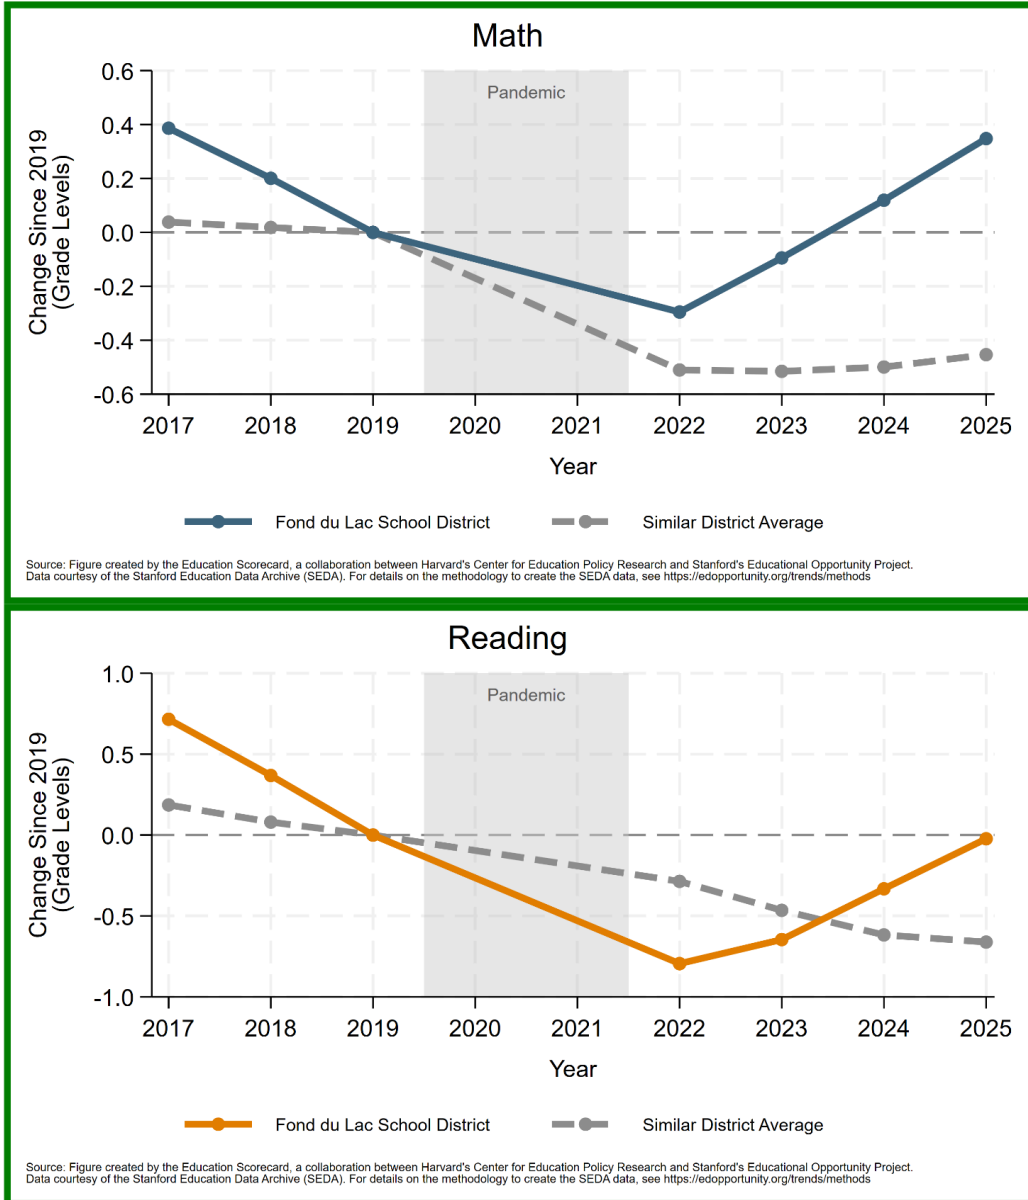 Math
Change Since 2019
(Grade Levels)
0.6
0.4
0.2
0.0
-0.2
-0.4
-0.6
Pandemic
2017 2018 2019 2020 2021 2022 2023 2024 2025
Year
Fond du Lac School District Similar District Average
Source: Figure created by the Education Scorecard, a collaboration between Harvard's Center for Education Policy Research and Stanford's Educational Opportunity Project.
Data courtesy of the Stanford Education Data Archive (SEDA). For details on the methodology to create the SEDA data, see https://edopportunity.org/trends/methods
Reading
Change Since 2019
(Grade Levels)
1.0
0.5
0.0
-0.5
-1.0
Pandemic
2017 2018 2019 2020 2021 2022 2023 2024 2025
Year
Fond du Lac School District Similar District Average
Source: Figure created by the Education Scorecard, a collaboration between Harvard's Center for Education Policy Research and Stanford's Educational Opportunity Project.
Data courtesy of the Stanford Education Data Archive (SEDA). For details on the methodology to create the SEDA data, see https://edopportunity.org/trends/methods